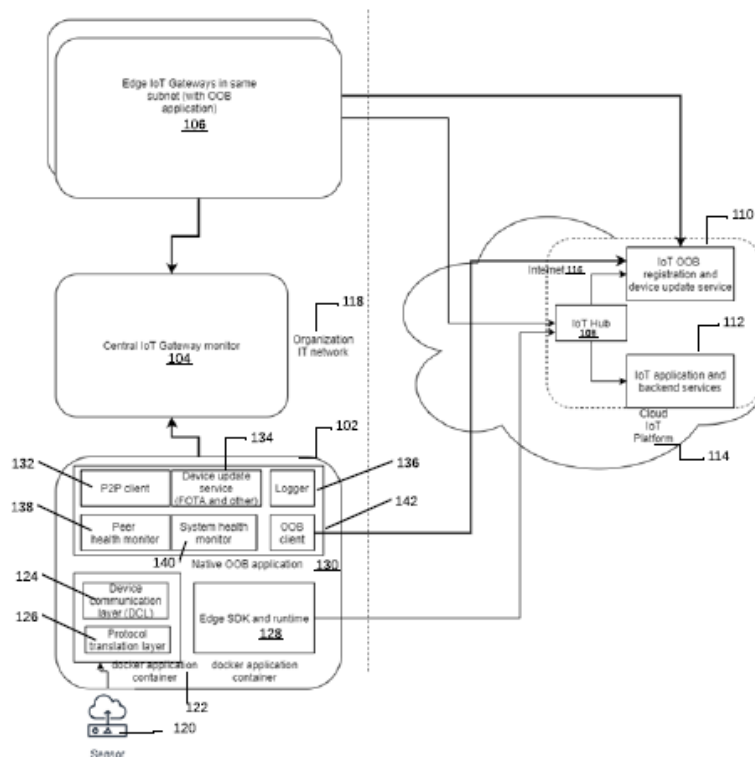 Edge IoT Gateways in same
subnet (with OOB
application)
106
110
Internet 116
IoT OOB
registration and
device update service
118
Organization
IT network
112
IoT Hub
108
Central IoT Gateway monitor
104
IoT application and
backend services
Cloud
IoT
Platform
114
102
134
132
136
P2P client
Device update
service
(FOTA and other)
Logger
138
142
Peer
health monitor
System health
monitor
OOB
client
140
Native OOB application
130
124
Device
communication
layer (DCL)
126
Protocol
translation layer
Edge SDK and runtime
128
docker application
container
docker application
container
122
120
Sensor